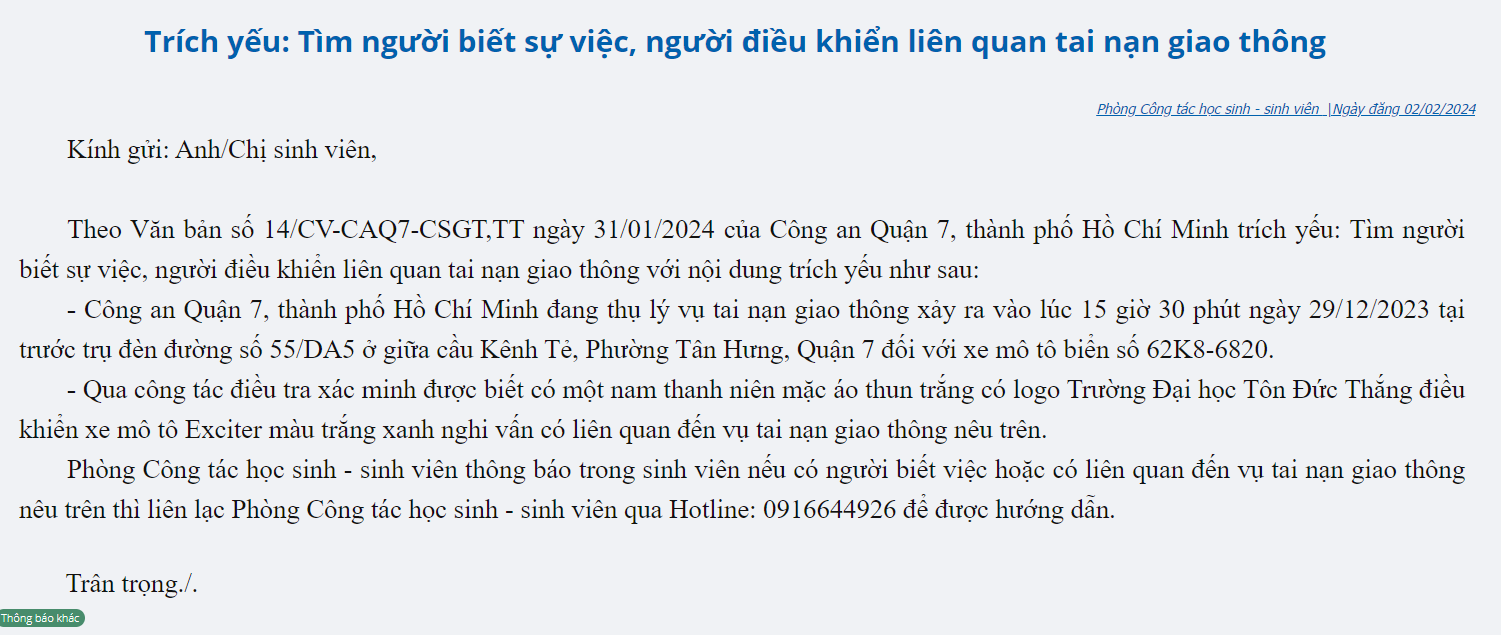 Trích yếu: Tìm người biết sự việc, người điều khiển liên quan tai nạn giao thông
Phòng Công tác học sinh - sinh viên |Ngày đăng 02/02/2024
Kính gửi: Anh/Chị sinh viên,
Theo Văn bản số 14/CV-CAQ7-CSGT,TT ngày 31/01/2024 của Công an Quận 7, thành phố Hồ Chí Minh trích yếu: Tìm người
biết sự việc, người điều khiển liên quan tai nạn giao thông với nội dung trích yếu như sau:
- Công an Quận 7, thành phố Hồ Chí Minh đang thụ lý vụ tai nạn giao thông xảy ra vào lúc 15 giờ 30 phút ngày 29/12/2023 tại
trước trụ đèn đường số 55/DA5 ở giữa cầu Kênh Tẻ, Phường Tân Hưng, Quận 7 đối với xe mô tô biển số 62K8-6820.
- Qua công tác điều tra xác minh được biết có một nam thanh niên mặc áo thun trắng có logo Trường Đại học Tôn Đức Thắng điều
khiển xe mô tô Exciter màu trắng xanh nghi vấn có liên quan đến vụ tai nạn giao thông nêu trên.
Phòng Công tác học sinh - sinh viên thông báo trong sinh viên nếu có người biết việc hoặc có liên quan đến vụ tai nạn giao thông
nêu trên thì liên lạc Phòng Công tác học sinh - sinh viên qua Hotline: 0916644926 để được hướng dẫn.
Trân trọng./.
Thông báo khác